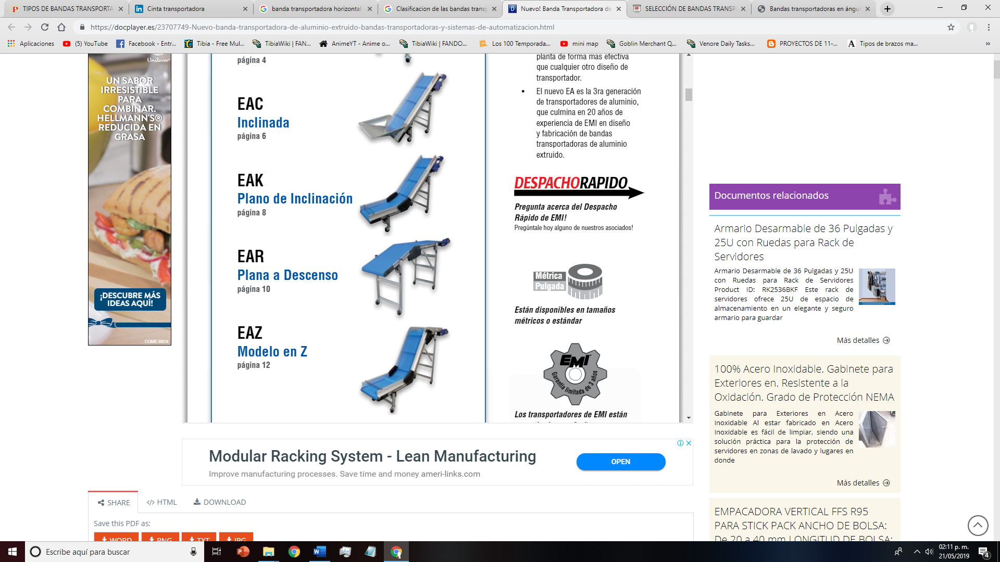 TIPOS DE BANDAS TRANSPORTA
Cinta transportadora
banda transportadora horizontal
Clasificacion de las bandas transp
Nuevo! Banda Transportadora de
SELECCIÓN DE BANDAS TRANSP
Bandas transportadoras en ángu
https://docplayer.es/23707749-Nuevo-banda-transportadora-de-aluminio-extruido-bandas-transportadoras-y-sistemas-de-automatizacion.html
Aplicaciones
(5) YouTube
Facebook - Entr...
Tibia - Free Mul...
TibiaWiki | FAN...
AnimeYT - Anime o...
TibiaWiki | FANDO...
Los 100 Temporada...
mini map
Goblin Merchant Q...
Venore Daily Tasks...
PROYECTOS DE 11-...
Tipos de brazos ma...
»
Unilever
UN SABOR
IRRESISTIBLE
PARA
COMBINAR.
HELLMANN'S®
REDUCIDA EN
GRASA
¡DESCUBRE MÁS
IDEAS AQUÍ!
COME BIEN
página 4
EAC
Inclinada
página 6
EAK
Plano de Inclinación
página 8
EAR
Plana a Descenso
página 10
EAZ
Modelo en Z
página 12
planta de forma mas efectiva
que cualquier otro diseño de
transportador.
• El nuevo EA es la 3ra generación
de transportadores de aluminio,
que culmina en 20 años de
experiencia de EMI en diseño
y fabricación de bandas
transportadoras de aluminio
extruido.
DESPACHORAPIDO
Pregunta acerca del Despacho
Rápido de EMI!
Pregúntale hoy alguno de nuestros asociados!
Métrica
Pulgada
Están disponibles en tamaños
métricos o estándar
EMI
Garantía limitada de 3 años
Los transportadores de EMI están
Documentos relacionados
Armario Desarmable de 36 Pulgadas y
25U con Ruedas para Rack de
Servidores
Armario Desarmable de 36 Pulgadas y 25U
con Ruedas para Rack de Servidores
Product ID: RK2536BKF Este rack de
servidores ofrece 25U de espacio de
almacenamiento en un elegante y seguro
armario para guardar
Más detalles
100% Acero Inoxidable. Gabinete para
Exteriores en. Resistente a la
Oxidación. Grado de Protección NEMA
Gabinete para Exteriores en Acero
Inoxidable Al estar fabricado en Acero
Inoxidable es fácil de limpiar, siendo una
solución práctica para la protección de
servidores en zonas de lavado y lugares en
donde
Más detalles
EMPACADORA VERTICAL FFS R95
PARA STICK PACK ANCHO DE BOLSA:
De 20 a 40 mm LONGITUD DE BOLSA:
Modular Racking System - Lean Manufacturing
Improve manufacturing processes. Save time and money ameri-links.com
OPEN
SHARE
</> HTML
DOWNLOAD
Save this PDF as:
WORD
PNG
TXT
JPG
Escribe aquí para buscar
02:11 p. m.
21/05/2019
4